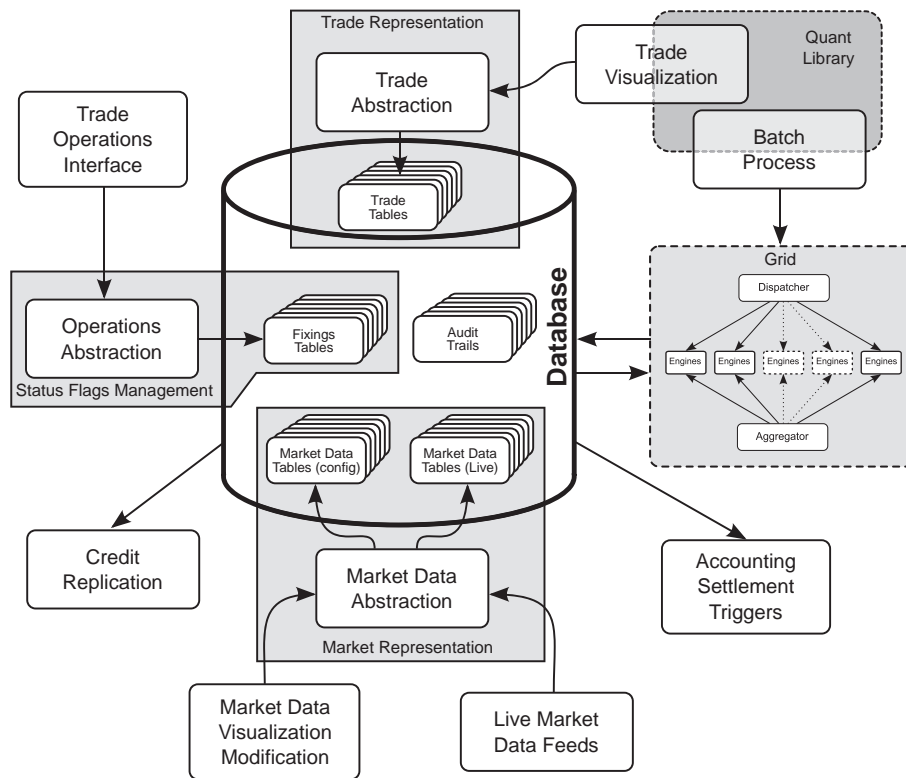 Trade Representation
Trade
Abstraction
Trade
Visualization
Quant
Library
Batch
Process
Trade
Operations
Interface
Trade
Tables
Grid
Dispatcher
Engines
Engines
Engines
Engines
Engines
Aggregator
Operations
Abstraction
Status Flags Management
Fixings
Tables
Audit
Trails
Database
Market Data
Tables (config)
Market Data
Tables (Live)
Credit
Replication
Market Data
Abstraction
Market Representation
Accounting
Settlement
Triggers
Market Data
Visualization
Modification
Live Market
Data Feeds